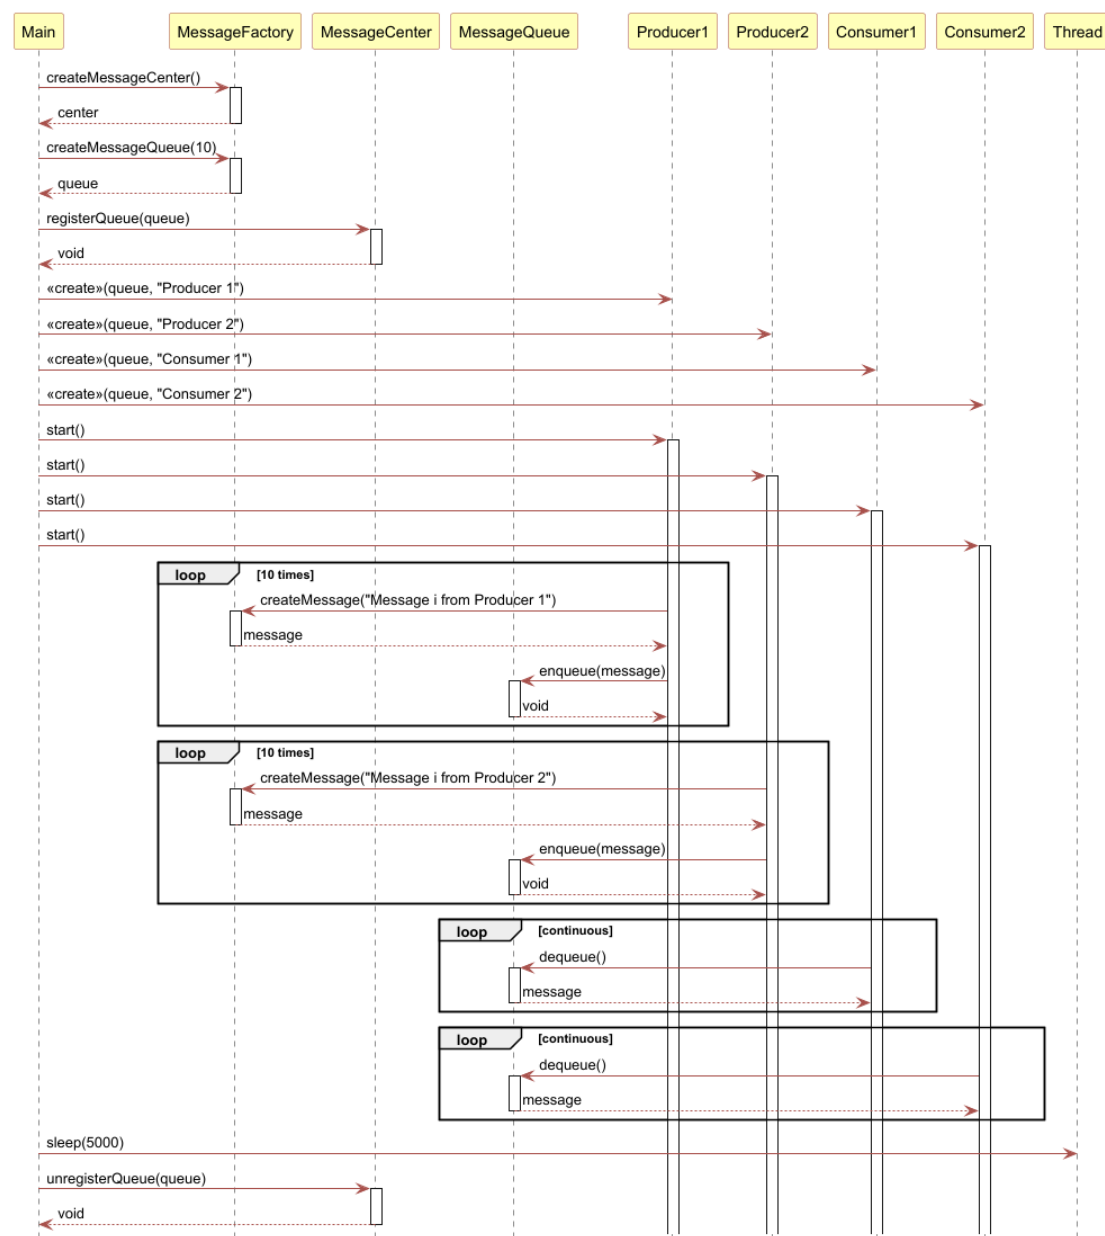 Main MessageFactory MessageCenter MessageQueue Producer1 Producer2 Consumer1 Consumer2 Thread
createMessageCenter()
center
createMessageQueue(10)
queue
registerQueue(queue)
void
«create»(queue, "Producer 1")
«create»(queue, "Producer 2")
«create»(queue, "Consumer 1")
«create»(queue, "Consumer 2")
start()
start()
start()
start()
loop [10 times]
createMessage("Message i from Producer 1")
message
enqueue(message)
void
loop [10 times]
createMessage("Message i from Producer 2")
message
enqueue(message)
void
loop [continuous]
dequeue()
message
loop [continuous]
dequeue()
message
sleep(5000)
unregisterQueue(queue)
void